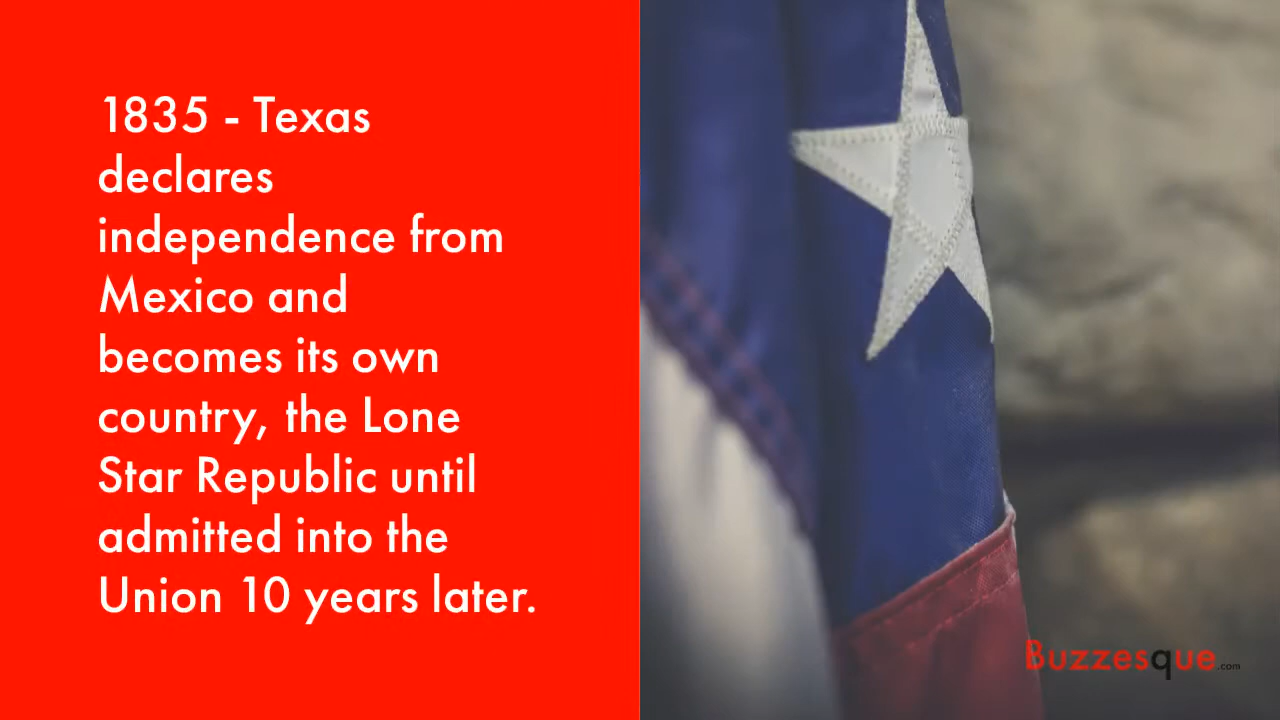 1835 - Texas
declares
independence from
Mexico and
becomes its own
country, the Lone
Star Republic until
admitted into the
Union 10 years later.
Buzzesque.com